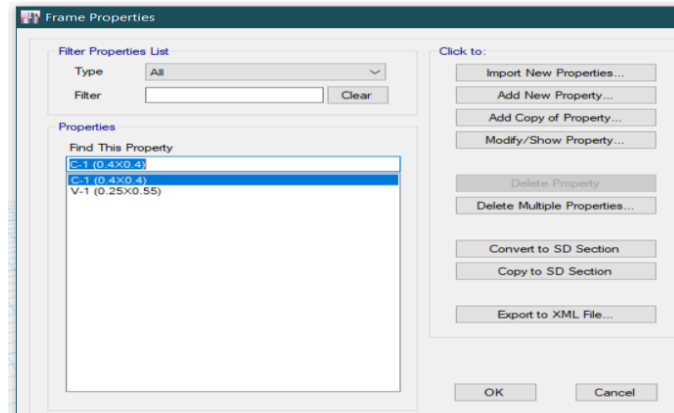 Frame Properties
Filter Properties List
Type
All
Filter
Clear
Properties
Find This Property
C-1 (0.4X0.4)
C-1 (0.4X0.4)
V-1 (0.25X0.55)
Click to:
Import New Properties...
Add New Property...
Add Copy of Property...
Modify/Show Property...
Delete Property
Delete Multiple Properties...
Convert to SD Section
Copy to SD Section
Export to XML File...
OK
Cancel